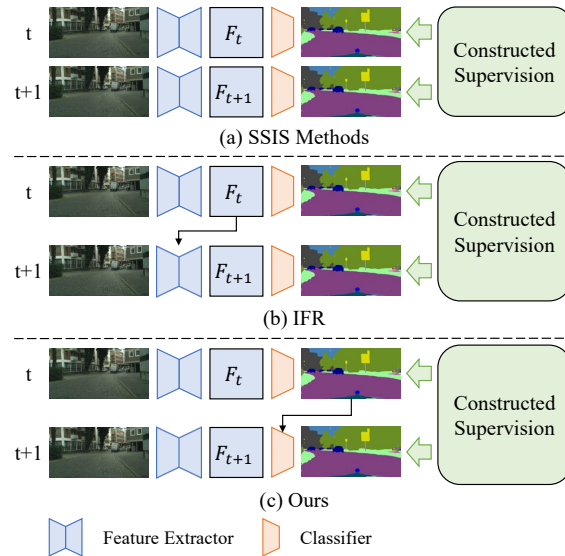 t
F_t
Constructed
Supervision
t+1
F_{t+1}
(a) SSIS Methods
t
F_t
Constructed
Supervision
t+1
F_{t+1}
(b) IFR
t
F_t
Constructed
Supervision
t+1
F_{t+1}
(c) Ours
Feature Extractor
Classifier